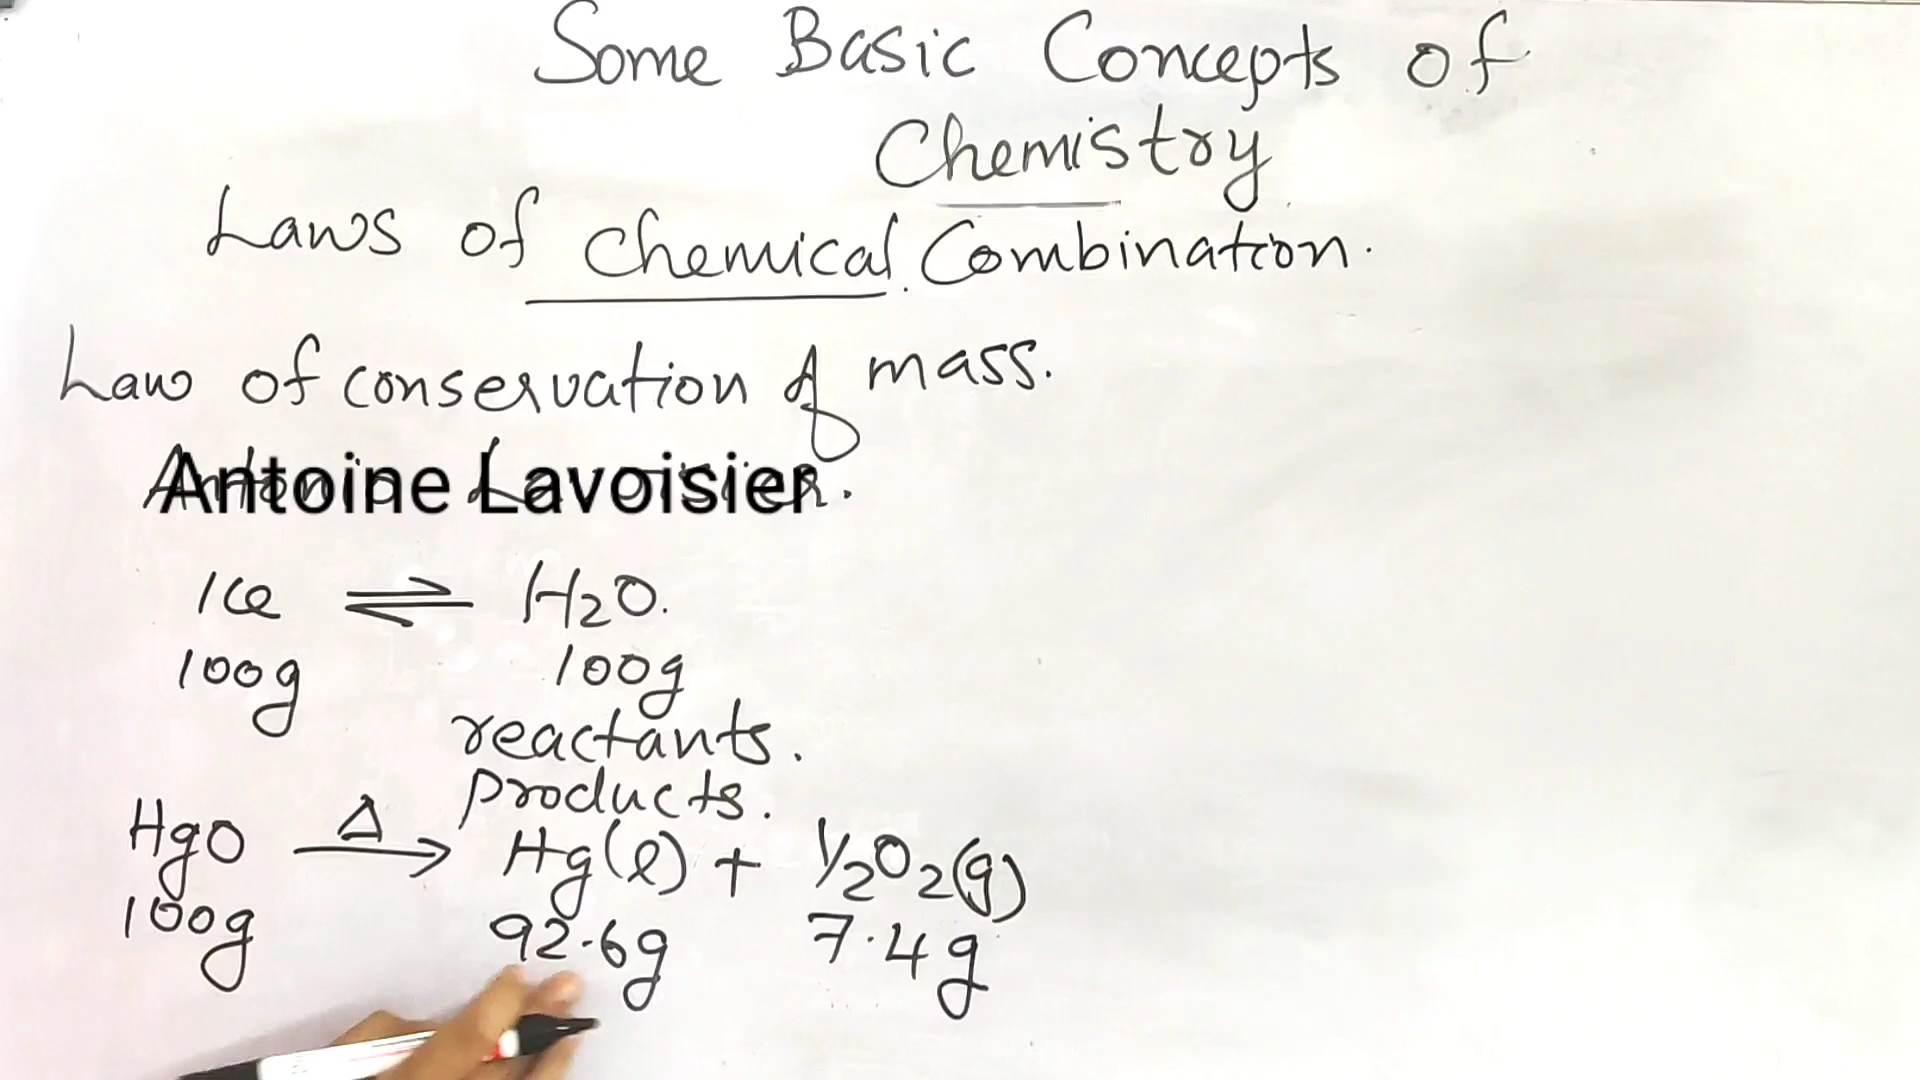 Some Basic Concepts of
Chemistry
Laws of Chemical Combination.
Law of conservation of mass.
Antoine Lavoisier.
Ice ⇌ H2O.
100g 100g
reactants.
products.
HgO Δ→ Hg(l) + 1/2O2(g)
100g 92.6g 7.4g